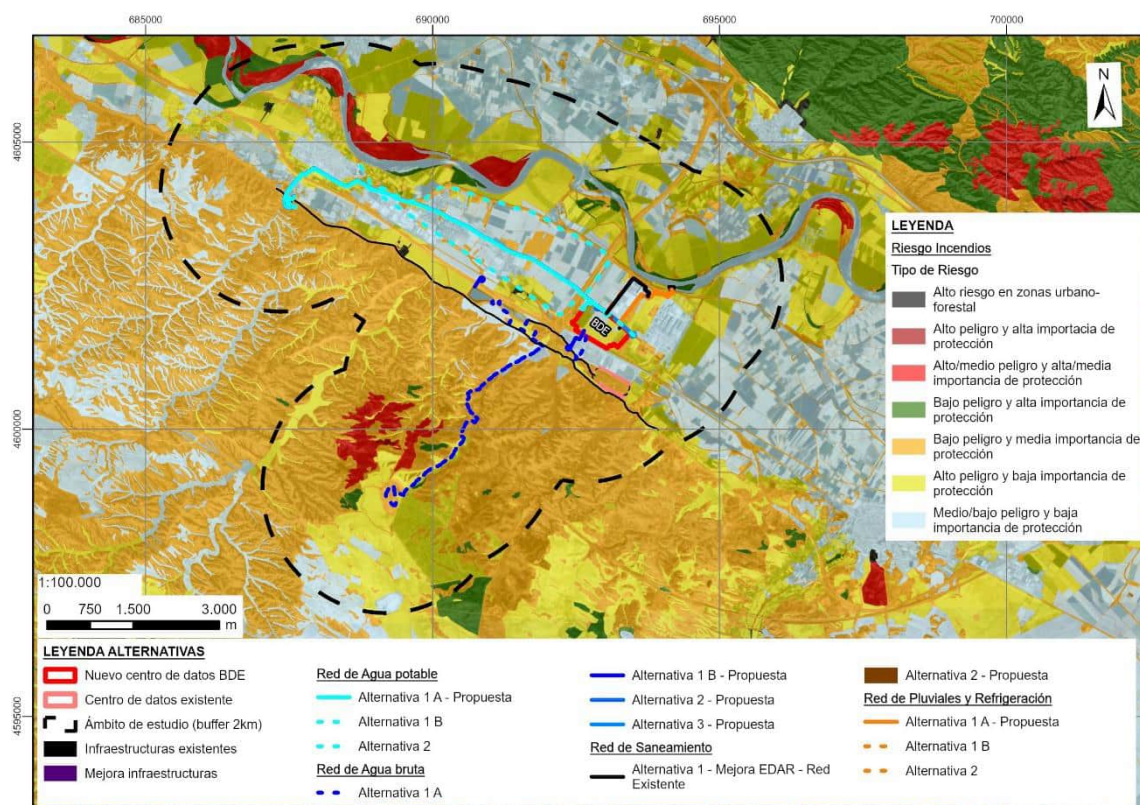 685000
690000
695000
700000
4605000
4600000
4595000
N
BDE
LEYENDA
Riesgo Incendios
Tipo de Riesgo
Alto riesgo en zonas urbano-
forestal
Alto peligro y alta importacia de
protección
Alto/medio peligro y alta/media
importancia de protección
Bajo peligro y alta importancia de
protección
Bajo peligro y media importancia de
protección
Alto peligro y baja importancia de
protección
Medio/bajo peligro y baja
importancia de protección
1:100.000
0 750 1.500 3.000
m
LEYENDA ALTERNATIVAS
Nuevo centro de datos BDE
Centro de datos existente
Ámbito de estudio (buffer 2km)
Infraestructuras existentes
Mejora infraestructuras
Red de Agua potable
Alternativa 1 A - Propuesta
Alternativa 1 B
Alternativa 2
Red de Agua bruta
Alternativa 1 A
Alternativa 1 B - Propuesta
Alternativa 2 - Propuesta
Alternativa 3 - Propuesta
Red de Saneamiento
Alternativa 1 - Mejora EDAR - Red
Existente
Alternativa 2 - Propuesta
Red de Pluviales y Refrigeración
Alternativa 1 A - Propuesta
Alternativa 1 B
Alternativa 2